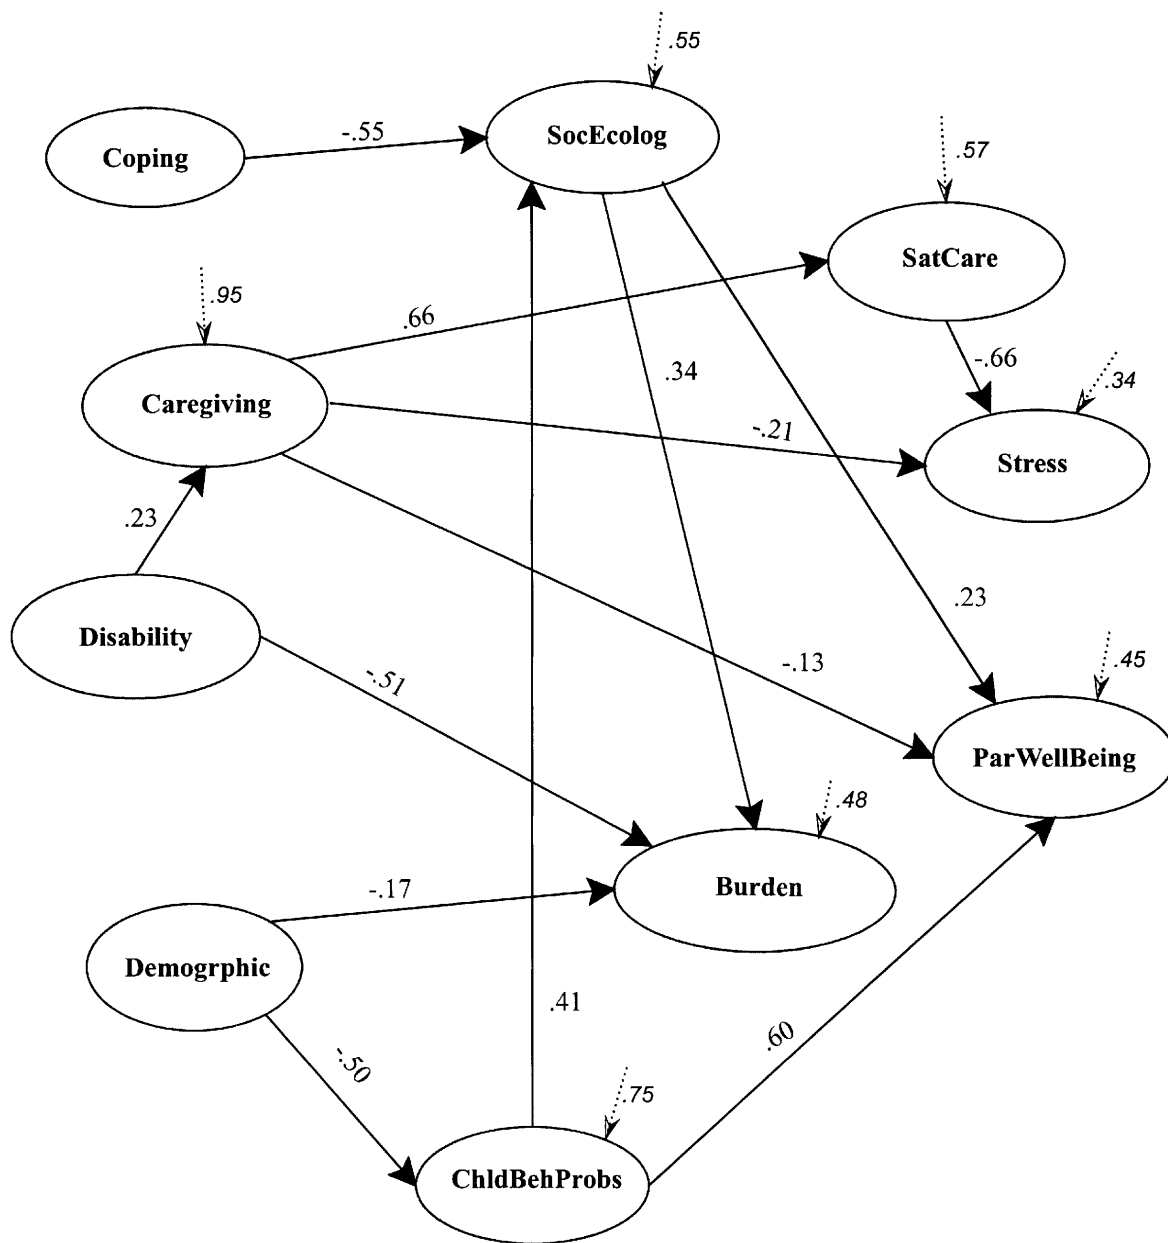 .55
SocEcolog
-.55
Coping
.57
SatCare
.95
.66
.34
-.66
.34
Caregiving
-.21
Stress
.23
.23
Disability
-.51
-.13
.45
ParWellBeing
.48
-.17
Burden
Demogrphic
.41
.60
-.50
.75
ChldBehProbs